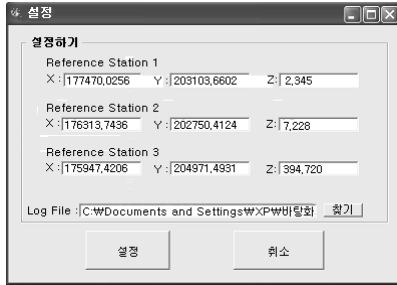 설정
설정하기
Reference Station 1
X : 177470,0256 Y : 203103,6602 Z: 2,345
Reference Station 2
X : 176313,7436 Y : 202750,4124 Z: 7,228
Reference Station 3
X : 175947,4206 Y : 204971,4931 Z: 394,720
Log File : C:₩Documents and Settings₩XP₩바탕화 찾기
설정 취소